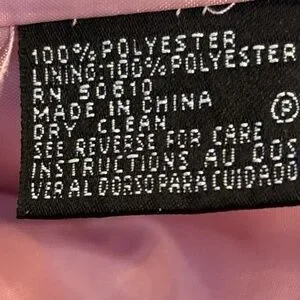 100% POLYESTER
LINING: 100% POLYESTER
RN 50610
MADE IN CHINA
DRY CLEAN Ⓟ
SEE REVERSE FOR CARE
INSTRUCTIONS AU DOS
VER AL DORSO PARA CUIDADO